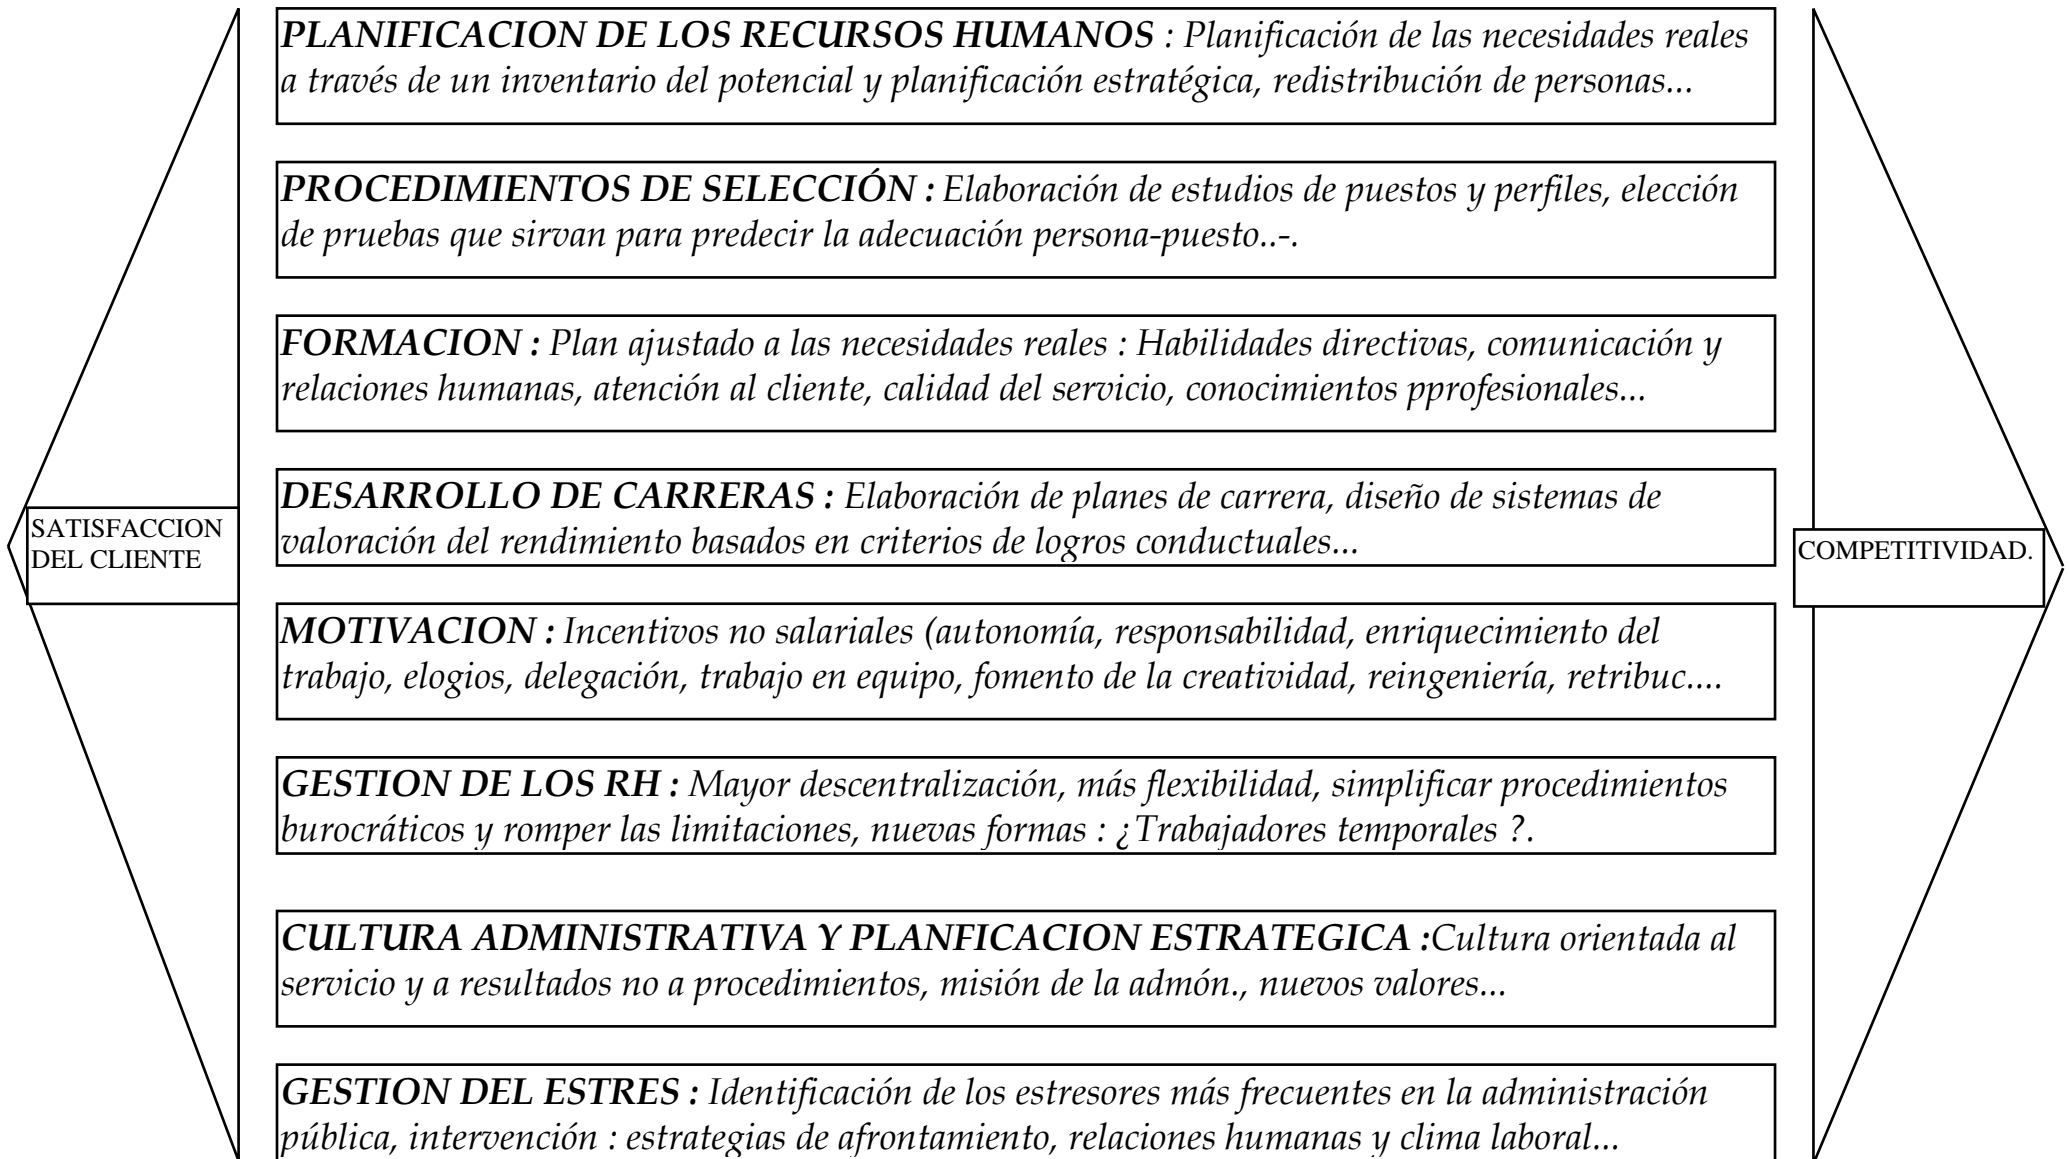 PLANIFICACION DE LOS RECURSOS HUMANOS : Planificación de las necesidades reales
a través de un inventario del potencial y planificación estratégica, redistribución de personas...
PROCEDIMIENTOS DE SELECCIÓN : Elaboración de estudios de puestos y perfiles, elección
de pruebas que sirvan para predecir la adecuación persona-puesto..-.
FORMACION : Plan ajustado a las necesidades reales : Habilidades directivas, comunicación y
relaciones humanas, atención al cliente, calidad del servicio, conocimientos pprofesionales...
DESARROLLO DE CARRERAS : Elaboración de planes de carrera, diseño de sistemas de
valoración del rendimiento basados en criterios de logros conductuales...
SATISFACCION
DEL CLIENTE
COMPETITIVIDAD.
MOTIVACION : Incentivos no salariales (autonomía, responsabilidad, enriquecimiento del
trabajo, elogios, delegación, trabajo en equipo, fomento de la creatividad, reingeniería, retribuc....
GESTION DE LOS RH : Mayor descentralización, más flexibilidad, simplificar procedimientos
burocráticos y romper las limitaciones, nuevas formas : ¿Trabajadores temporales ?.
CULTURA ADMINISTRATIVA Y PLANFICACION ESTRATEGICA :Cultura orientada al
servicio y a resultados no a procedimientos, misión de la admón., nuevos valores...
GESTION DEL ESTRES : Identificación de los estresores más frecuentes en la administración
pública, intervención : estrategias de afrontamiento, relaciones humanas y clima laboral...